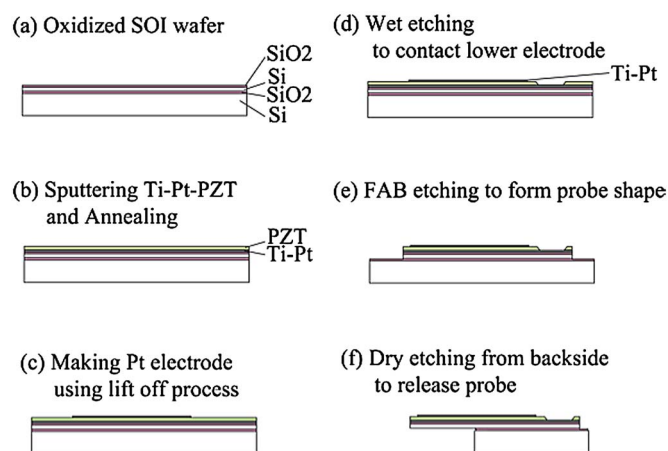 (a) Oxidized SOI wafer
SiO2
Si
SiO2
Si
(b) Sputtering Ti-Pt-PZT
and Annealing
PZT
Ti-Pt
(c) Making Pt electrode
using lift off process
(d) Wet etching
to contact lower electrode
Ti-Pt
(e) FAB etching to form probe shape
(f) Dry etching from backside
to release probe